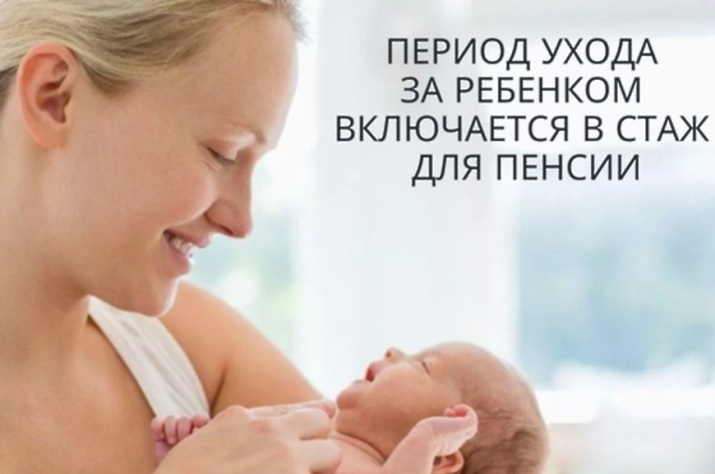 ПЕРИОД УХОДА
ЗА РЕБЕНКОМ
ВКЛЮЧАЕТСЯ В СТАЖ
ДЛЯ ПЕНСИИ